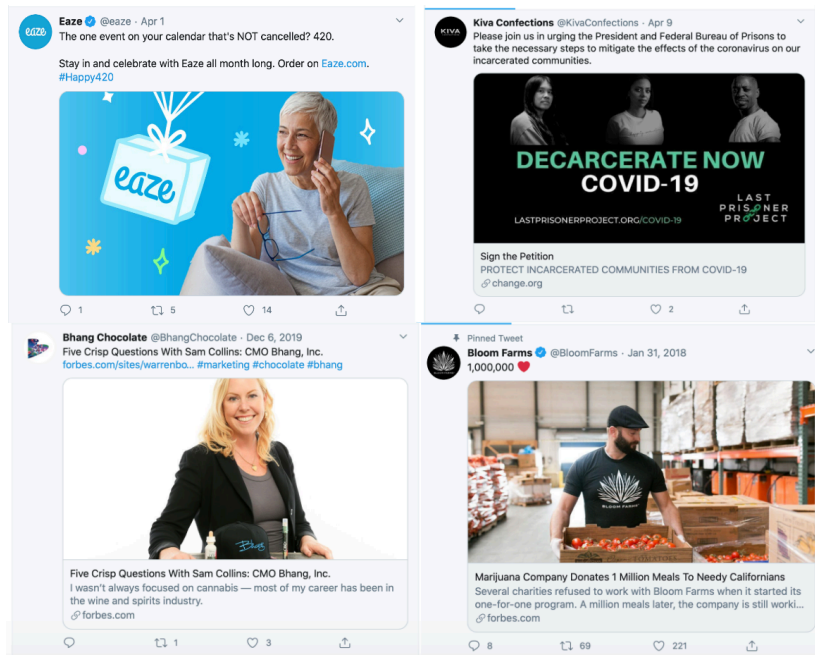 Eaze @eaze · Apr 1
The one event on your calendar that's NOT cancelled? 420.
Stay in and celebrate with Eaze all month long. Order on Eaze.com.
#Happy420
eaze
eaze
1 5 14
Kiva Confections @KivaConfections · Apr 9
Please join us in urging the President and Federal Bureau of Prisons to
take the necessary steps to mitigate the effects of the coronavirus on our
incarcerated communities.
KIVA
DECARCERATE NOW
COVID-19
LAST
PRISONER
PROJECT
LASTPRISONERPROJECT.ORG/COVID-19
Sign the Petition
PROTECT INCARCERATED COMMUNITIES FROM COVID-19
change.org
2
Bhang Chocolate @BhangChocolate · Dec 6, 2019
Five Crisp Questions With Sam Collins: CMO Bhang, Inc.
forbes.com/sites/warrenbo... #marketing #chocolate #bhang
Bhang
Five Crisp Questions With Sam Collins: CMO Bhang, Inc.
I wasn't always focused on cannabis — most of my career has been in
the wine and spirits industry.
forbes.com
1 3
Pinned Tweet
Bloom Farms @BloomFarms · Jan 31, 2018
1,000,000 ❤️
BLOOM FARMS
Marijuana Company Donates 1 Million Meals To Needy Californians
Several charities refused to work with Bloom Farms when it started its
one-for-one program. A million meals later, the company is still worki...
forbes.com
8 69 221